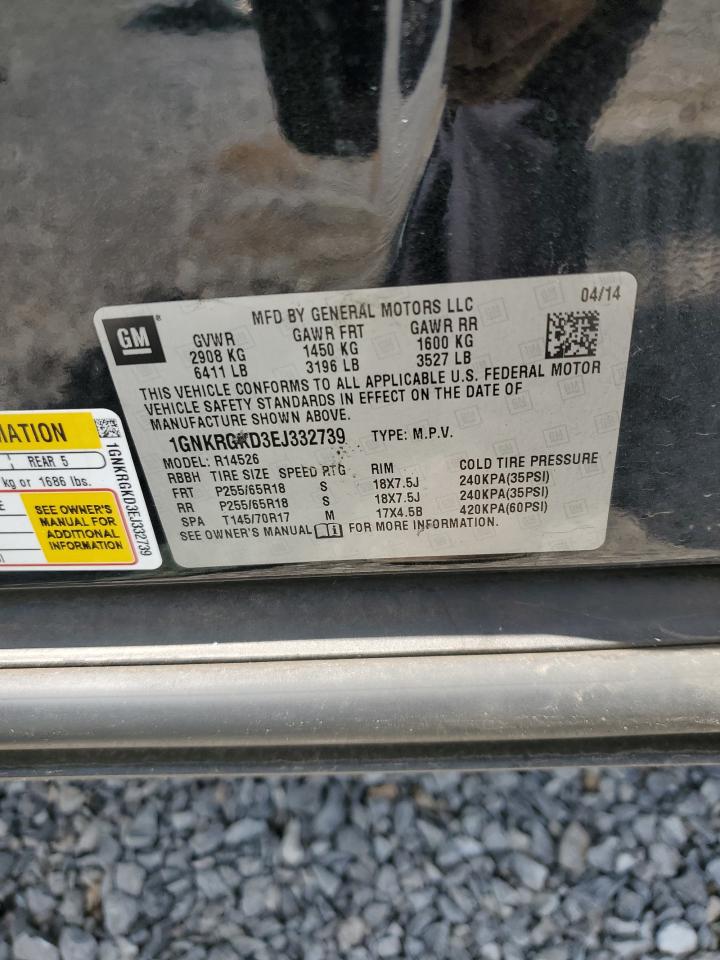 MFD BY GENERAL MOTORS LLC 04/14
GM ®
GVWR GAWR FRT GAWR RR
2908 KG 1450 KG 1600 KG
6411 LB 3196 LB 3527 LB
THIS VEHICLE CONFORMS TO ALL APPLICABLE U.S. FEDERAL MOTOR
VEHICLE SAFETY STANDARDS IN EFFECT ON THE DATE OF
MANUFACTURE SHOWN ABOVE.
1GNKRGKD3EJ332739 TYPE: M.P.V.
MODEL: R14526
RBBH TIRE SIZE SPEED RTG RIM COLD TIRE PRESSURE
FRT P255/65R18 S 18X7.5J 240KPA(35PSI)
RR P255/65R18 S 18X7.5J 240KPA(35PSI)
SPA T145/70R17 M 17X4.5B 420KPA(60PSI)
SEE OWNER'S MANUAL i FOR MORE INFORMATION.
MATION
REAR 5
kg or 1686 lbs.
SEE OWNER'S
MANUAL FOR
ADDITIONAL
INFORMATION
1GNKRGKD3EJ332739